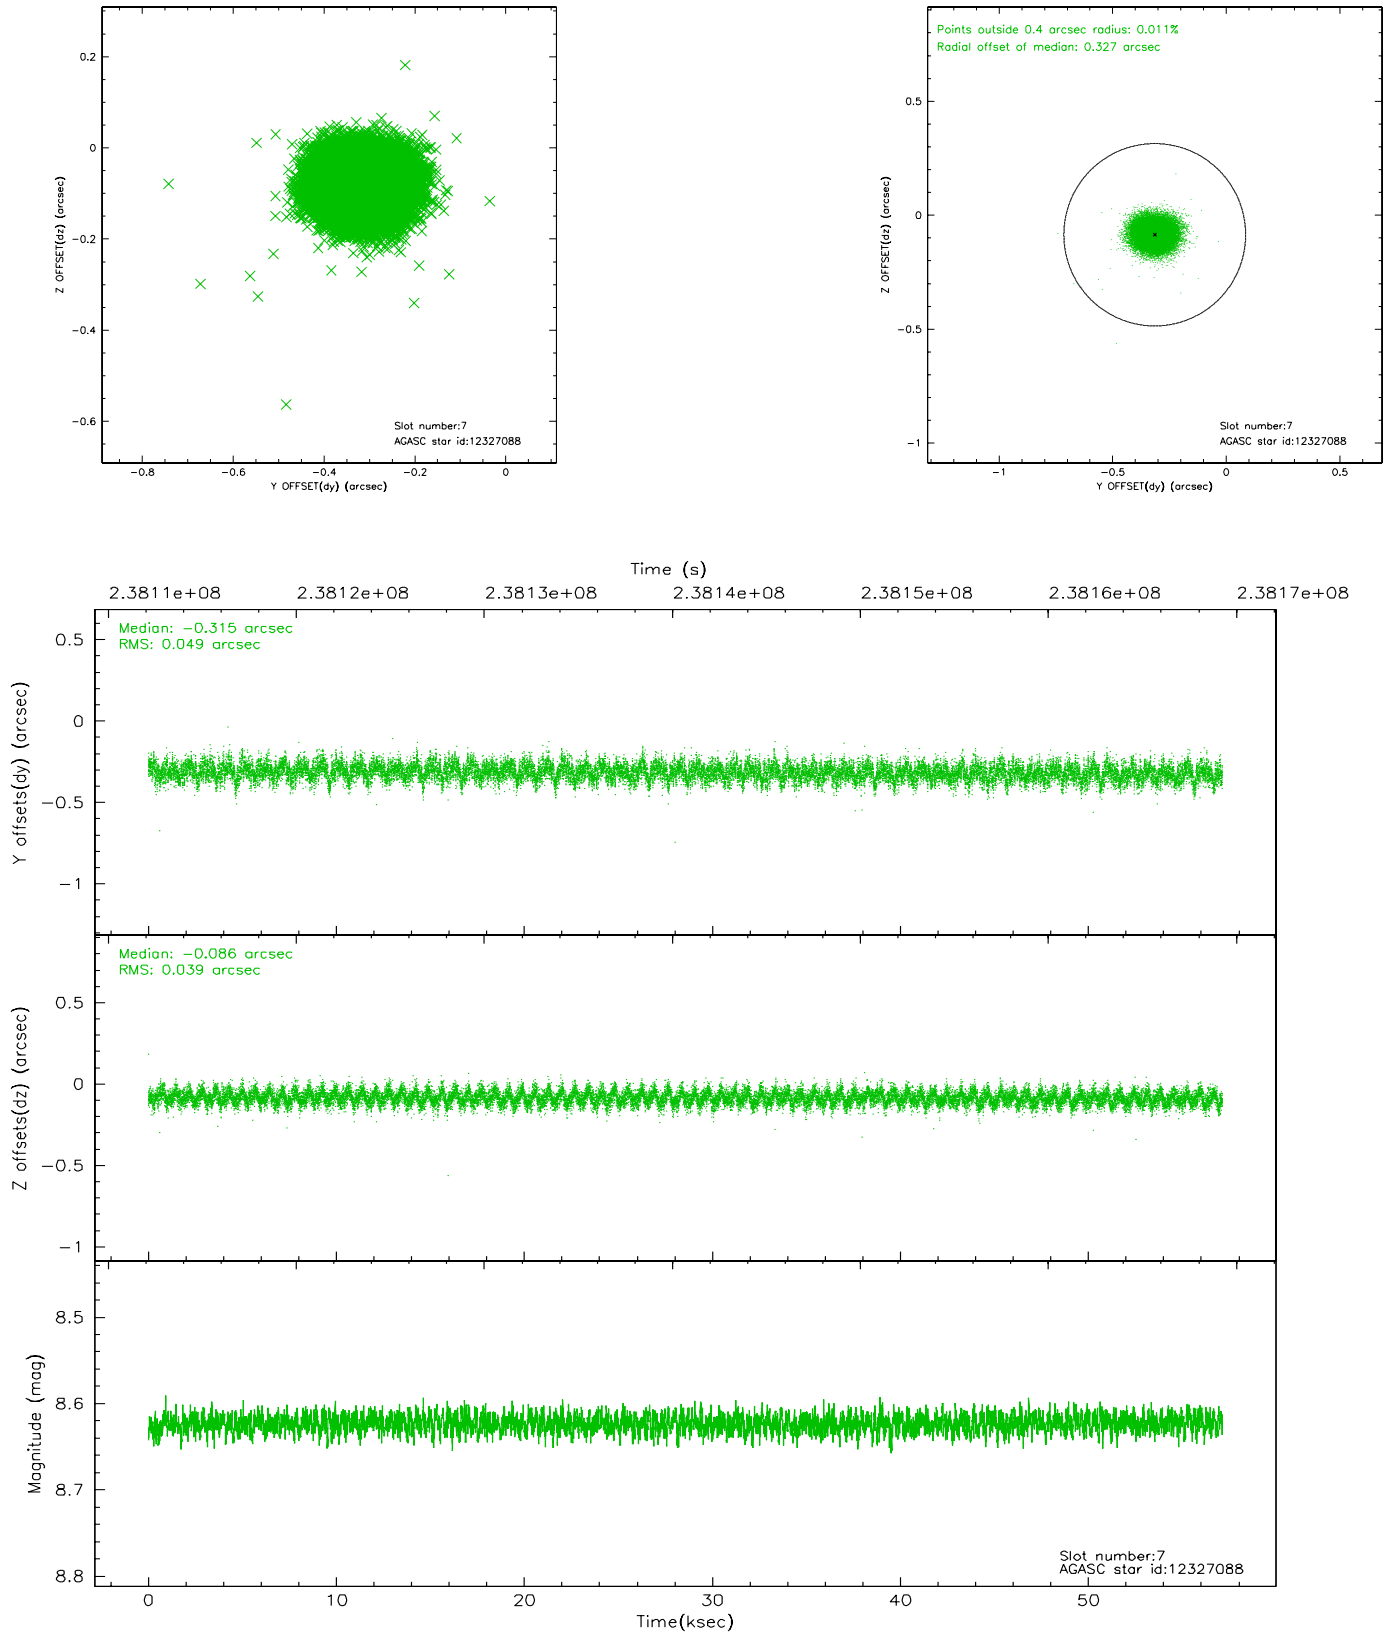 0.2
0
−0.2
−0.4
−0.6
Z OFFSET(dz) (arcsec)
Slot number:7
AGASC star id:12327088
−0.8 −0.6 −0.4 −0.2 0
Y OFFSET(dy) (arcsec)
Points outside 0.4 arcsec radius: 0.011%
Radial offset of median: 0.327 arcsec
0.5
0
−0.5
−1
Z OFFSET(dz) (arcsec)
Slot number:7
AGASC star id:12327088
−1 −0.5 0 0.5
Y OFFSET(dy) (arcsec)
Time (s)
2.3811e+08 2.3812e+08 2.3813e+08 2.3814e+08 2.3815e+08 2.3816e+08 2.3817e+08
Median: −0.315 arcsec
RMS: 0.049 arcsec
0.5
0
−0.5
−1
Y offsets(dy) (arcsec)
Median: −0.086 arcsec
RMS: 0.039 arcsec
0.5
0
−0.5
−1
Z offsets(dz) (arcsec)
8.5
8.6
8.7
8.8
Magnitude (mag)
Slot number:7
AGASC star id:12327088
0 10 20 30 40 50
Time(ksec)